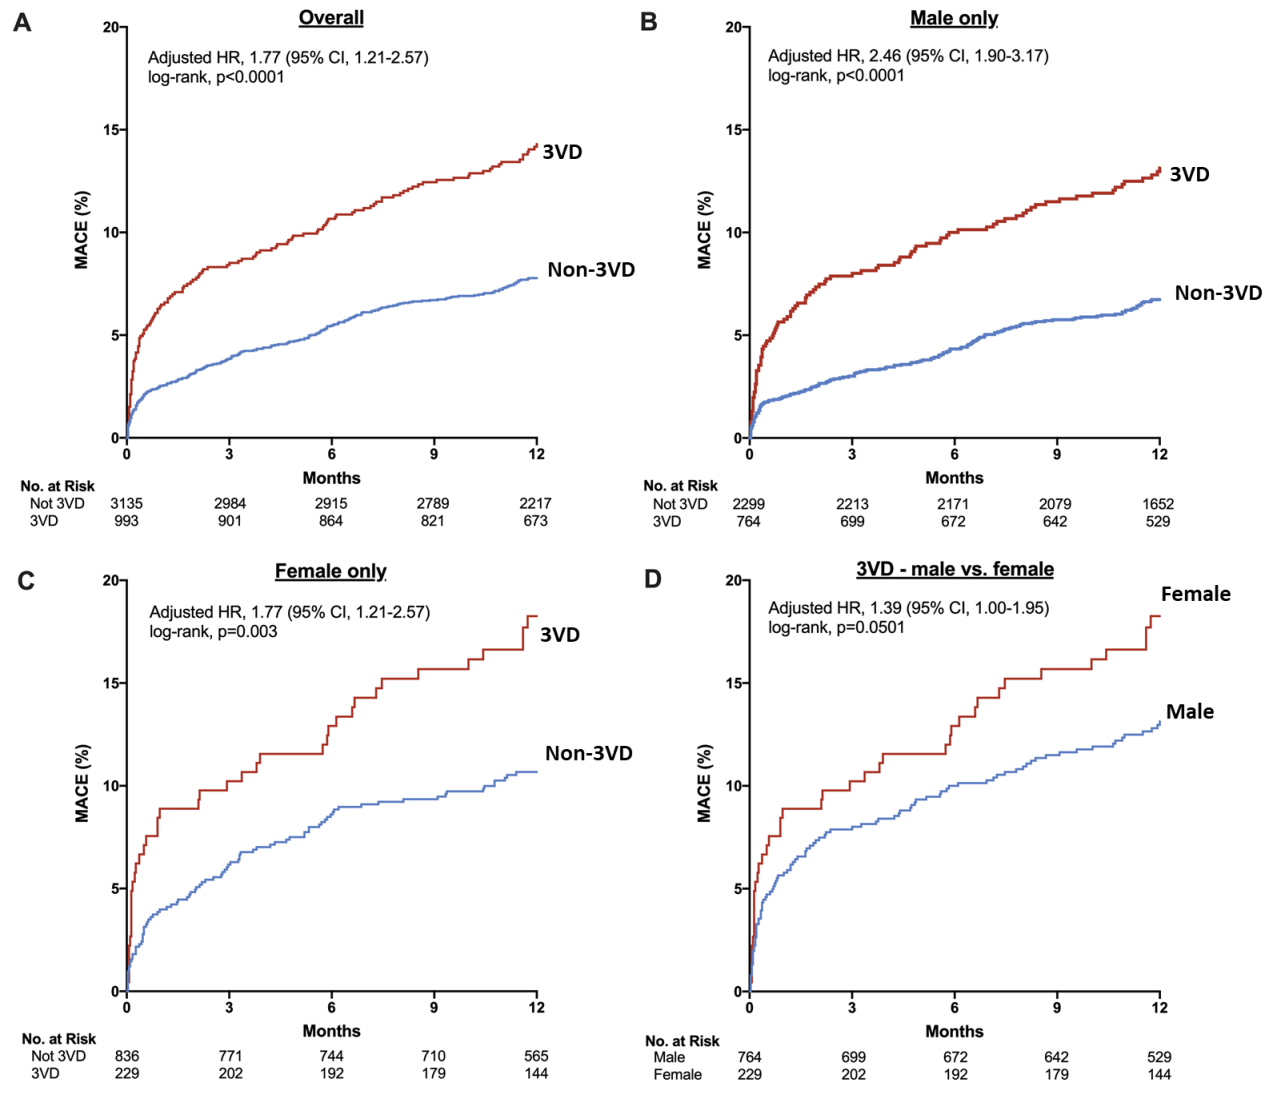 A
Overall
Adjusted HR, 1.77 (95% CI, 1.21-2.57)
log-rank, p<0.0001
20
15
10
5
0
MACE (%)
3VD
Non-3VD
0 3 6 9 12
Months
No. at Risk
Not 3VD 3135 2984 2915 2789 2217
3VD 993 901 864 821 673
B
Male only
Adjusted HR, 2.46 (95% CI, 1.90-3.17)
log-rank, p<0.0001
20
15
10
5
0
MACE (%)
3VD
Non-3VD
0 3 6 9 12
Months
No. at Risk
Not 3VD 2299 2213 2171 2079 1652
3VD 764 699 672 642 529
C
Female only
Adjusted HR, 1.77 (95% CI, 1.21-2.57)
log-rank, p=0.003
20
15
10
5
0
MACE (%)
3VD
Non-3VD
0 3 6 9 12
Months
No. at Risk
Not 3VD 836 771 744 710 565
3VD 229 202 192 179 144
D
3VD - male vs. female
Adjusted HR, 1.39 (95% CI, 1.00-1.95)
log-rank, p=0.0501
20
15
10
5
0
MACE (%)
Female
Male
0 3 6 9 12
Months
No. at Risk
Male 764 699 672 642 529
Female 229 202 192 179 144